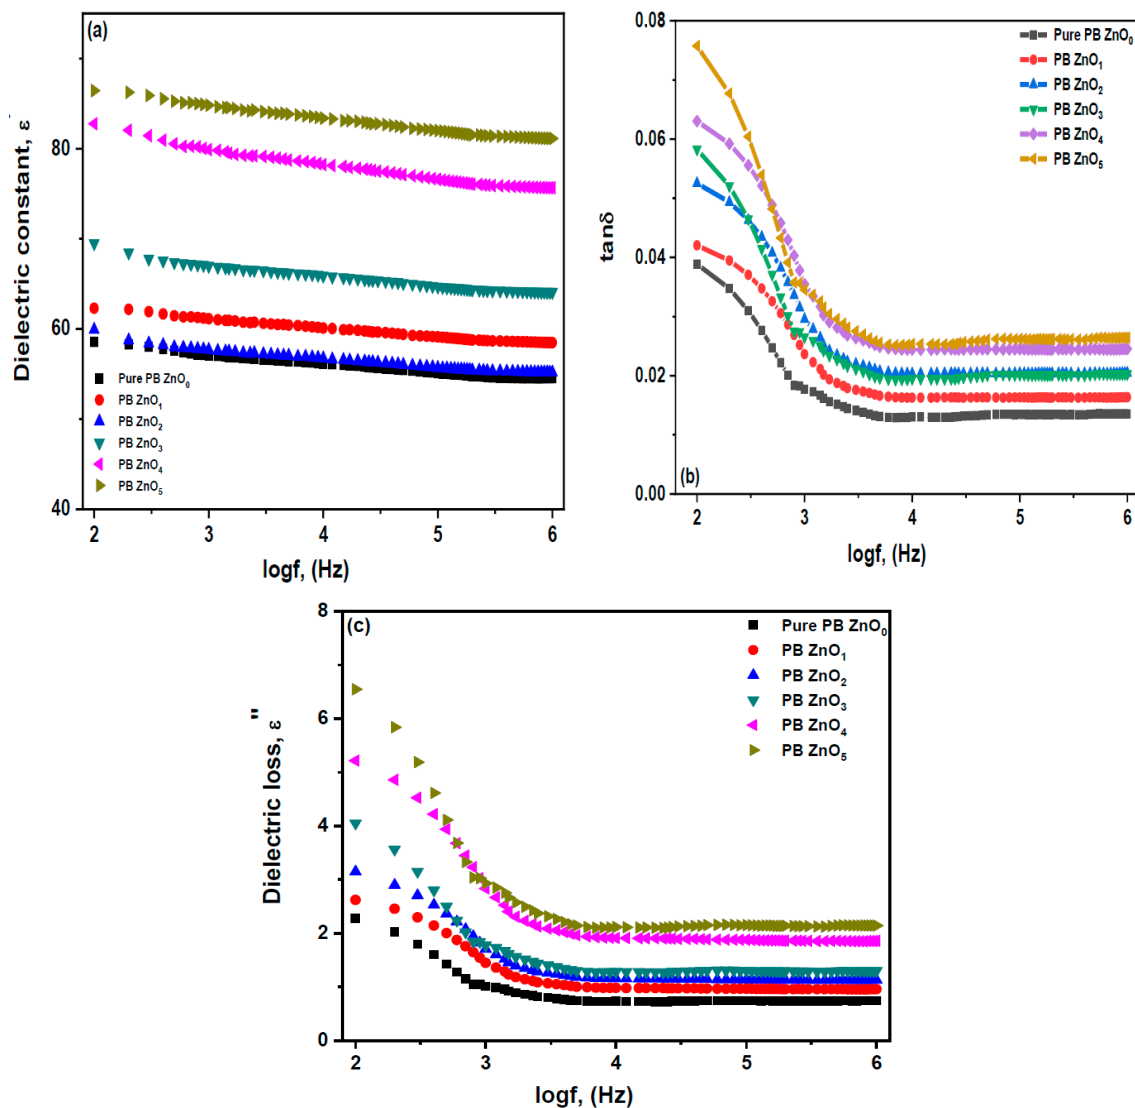 (a)
Dielectric constant, ε'
80
60
40
2 3 4 5 6
logf, (Hz)
Pure PB ZnO₀
PB ZnO₁
PB ZnO₂
PB ZnO₃
PB ZnO₄
PB ZnO₅
(b)
tanδ
0.08
0.06
0.04
0.02
0.00
2 3 4 5 6
logf, (Hz)
Pure PB ZnO₀
PB ZnO₁
PB ZnO₂
PB ZnO₃
PB ZnO₄
PB ZnO₅
(c)
Dielectric loss, ε"
8
6
4
2
0
2 3 4 5 6
logf, (Hz)
Pure PB ZnO₀
PB ZnO₁
PB ZnO₂
PB ZnO₃
PB ZnO₄
PB ZnO₅